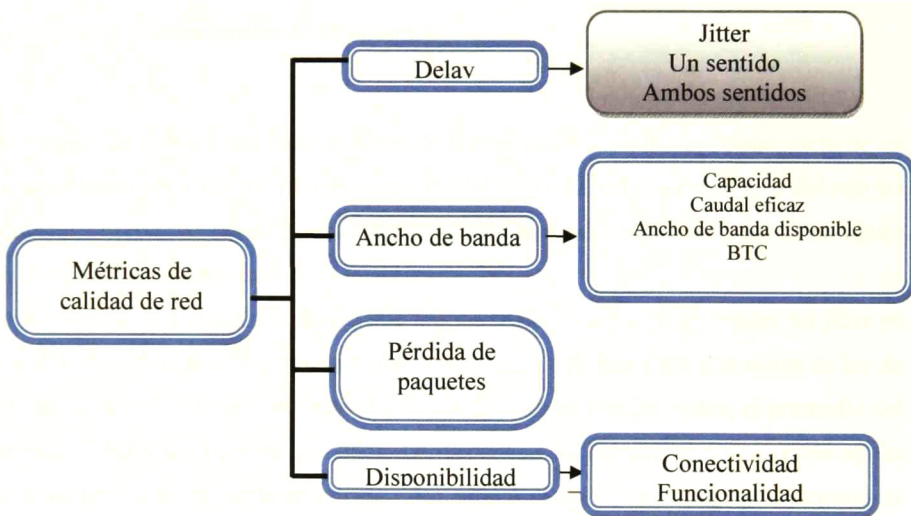 Delay
Jitter
Un sentido
Ambos sentidos
Métricas de
calidad de red
Ancho de banda
Capacidad
Caudal eficaz
Ancho de banda disponible
BTC
Pérdida de
paquetes
Disponibilidad
Conectividad
Funcionalidad